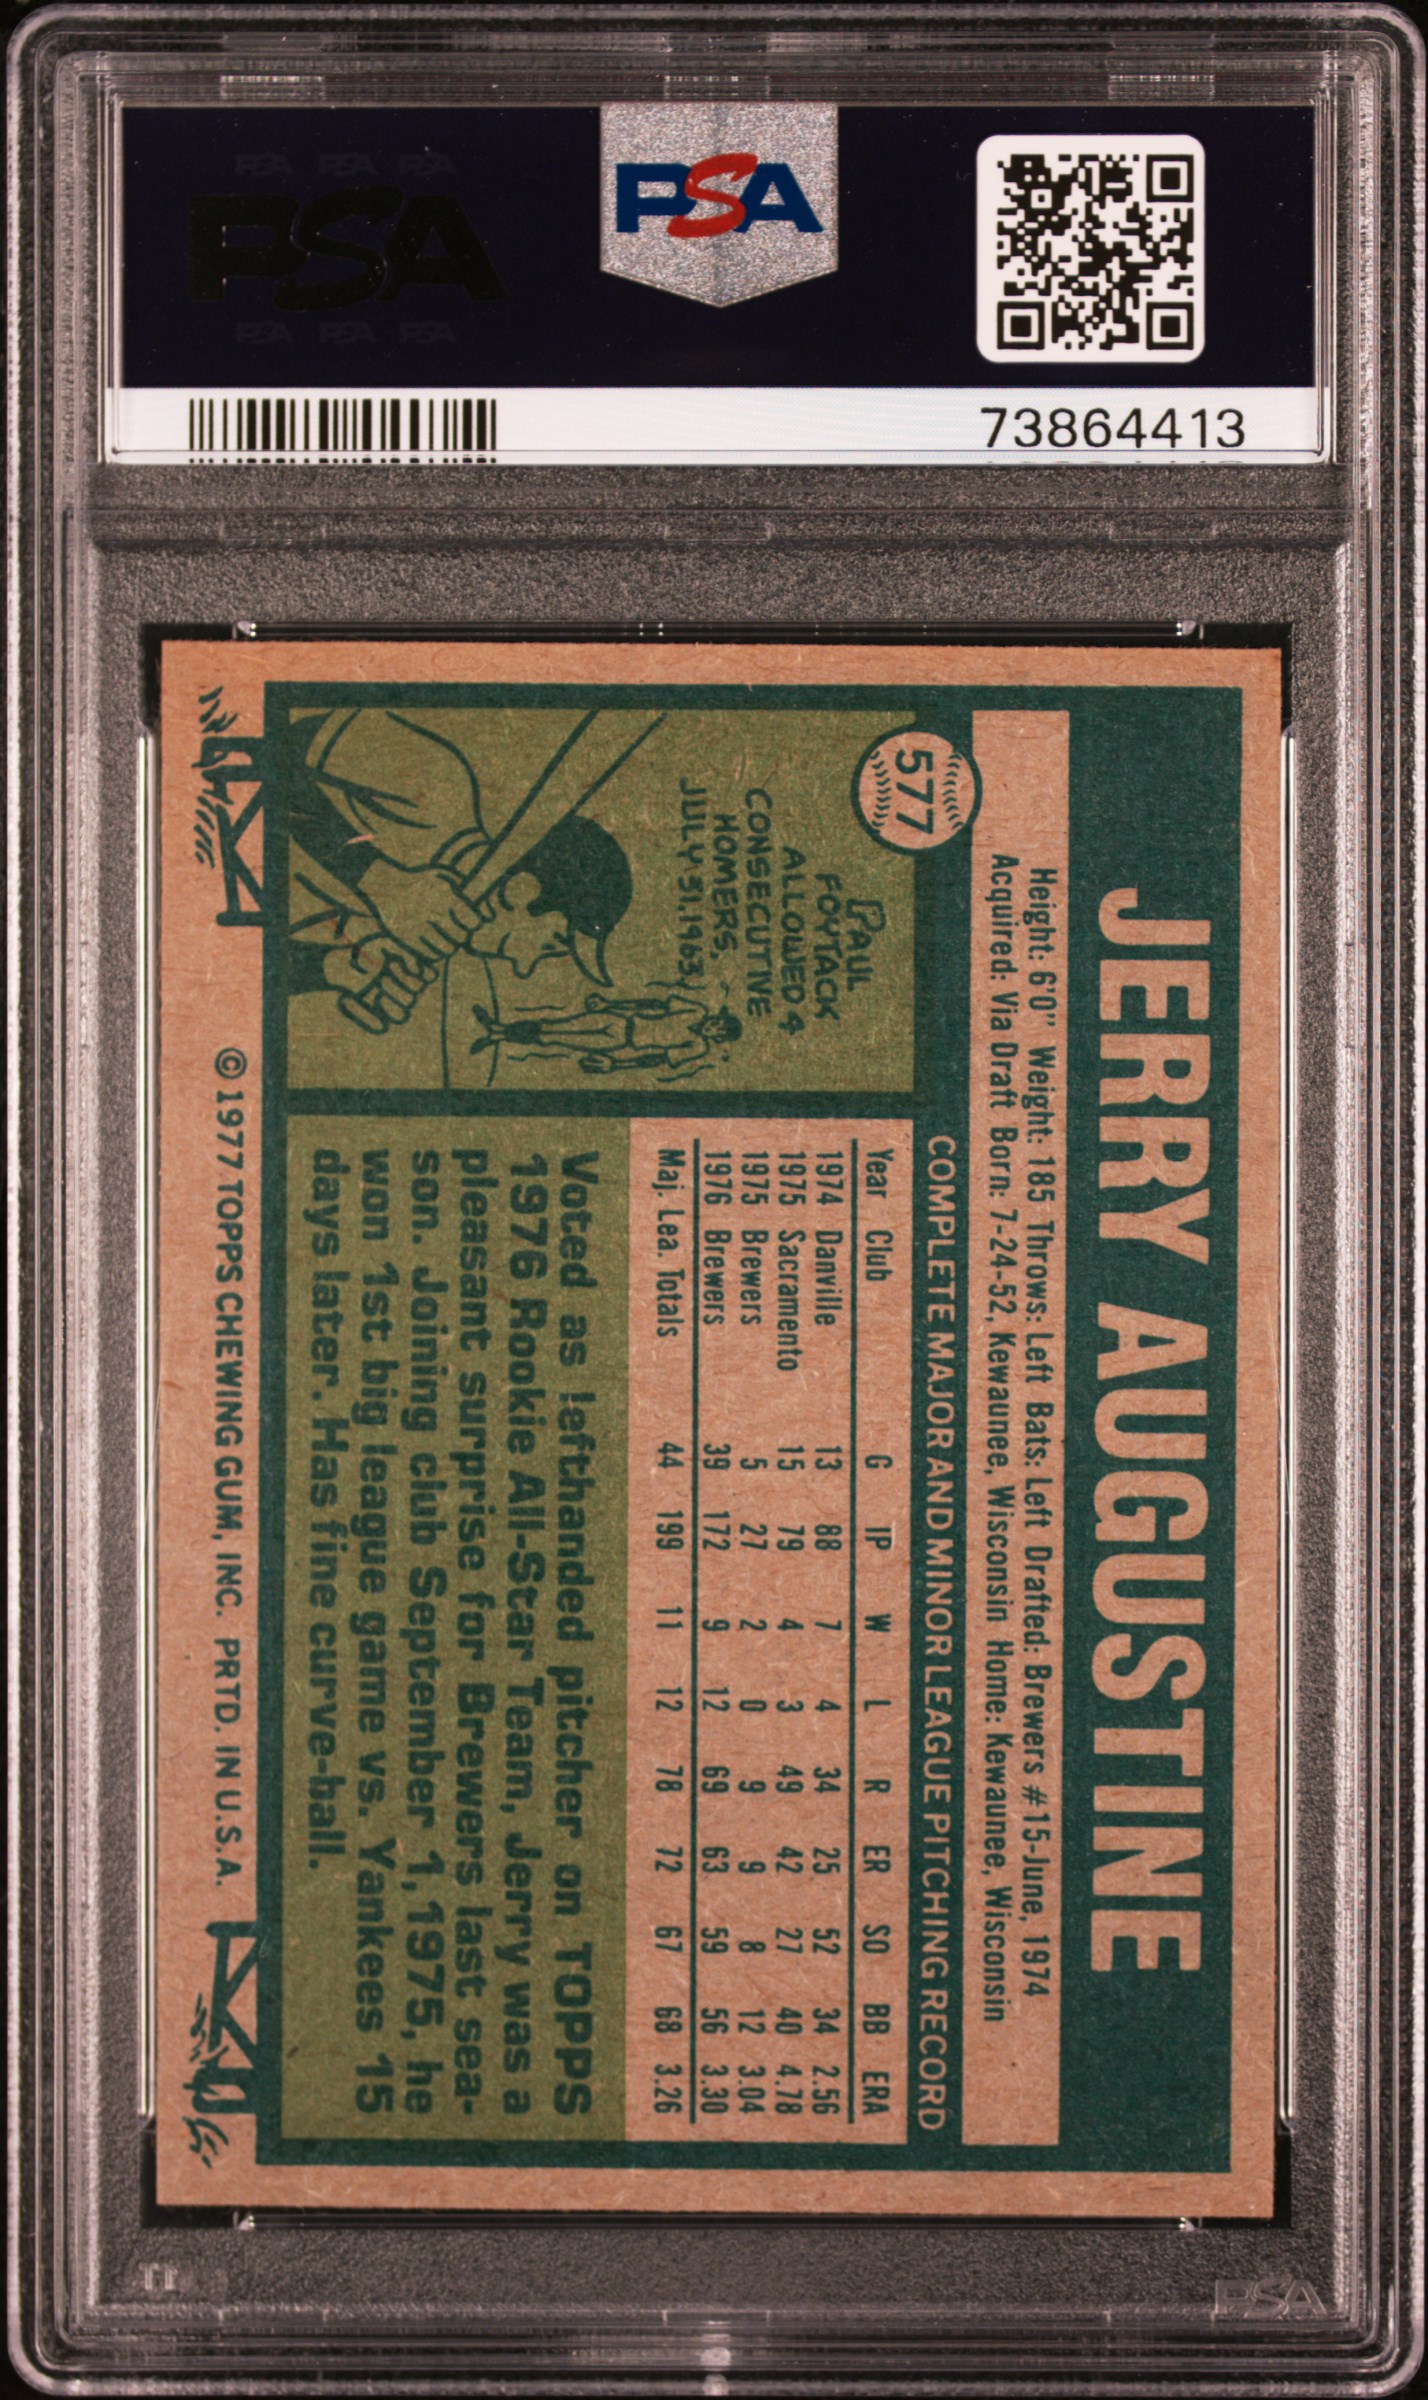 PSA PSA PSA
PSA
PSA PSA PSA
PSA
73864413
JERRY AUGUSTINE
Height: 6'0" Weight: 185 Throws: Left Bats: Left Drafted: Brewers #15-June, 1974
Acquired: Via Draft Born: 7-24-52, Kewaunee, Wisconsin Home: Kewaunee, Wisconsin
577
COMPLETE MAJOR AND MINOR LEAGUE PITCHING RECORD
PAUL
FOYTACK
ALLOWED 4
CONSECUTIVE
HOMERS,
JULY 31, 1963
Year Club G IP W L R ER SO BB ERA
1974 Danville 13 88 7 4 34 25 52 34 2.56
1975 Sacramento 15 79 4 3 49 42 27 40 4.78
1975 Brewers 5 27 2 0 9 9 8 12 3.04
1976 Brewers 39 172 9 12 69 63 59 56 3.30
Maj. Lea. Totals 44 199 11 12 78 72 67 68 3.26
Voted as lefthanded pitcher on TOPPS
1976 Rookie All-Star Team, Jerry was a
pleasant surprise for Brewers last sea-
son. Joining club September 1, 1975, he
won 1st big league game vs. Yankees 15
days later. Has fine curve-ball.
© 1977 TOPPS CHEWING GUM, INC. PRTD. IN U.S.A.
PSA